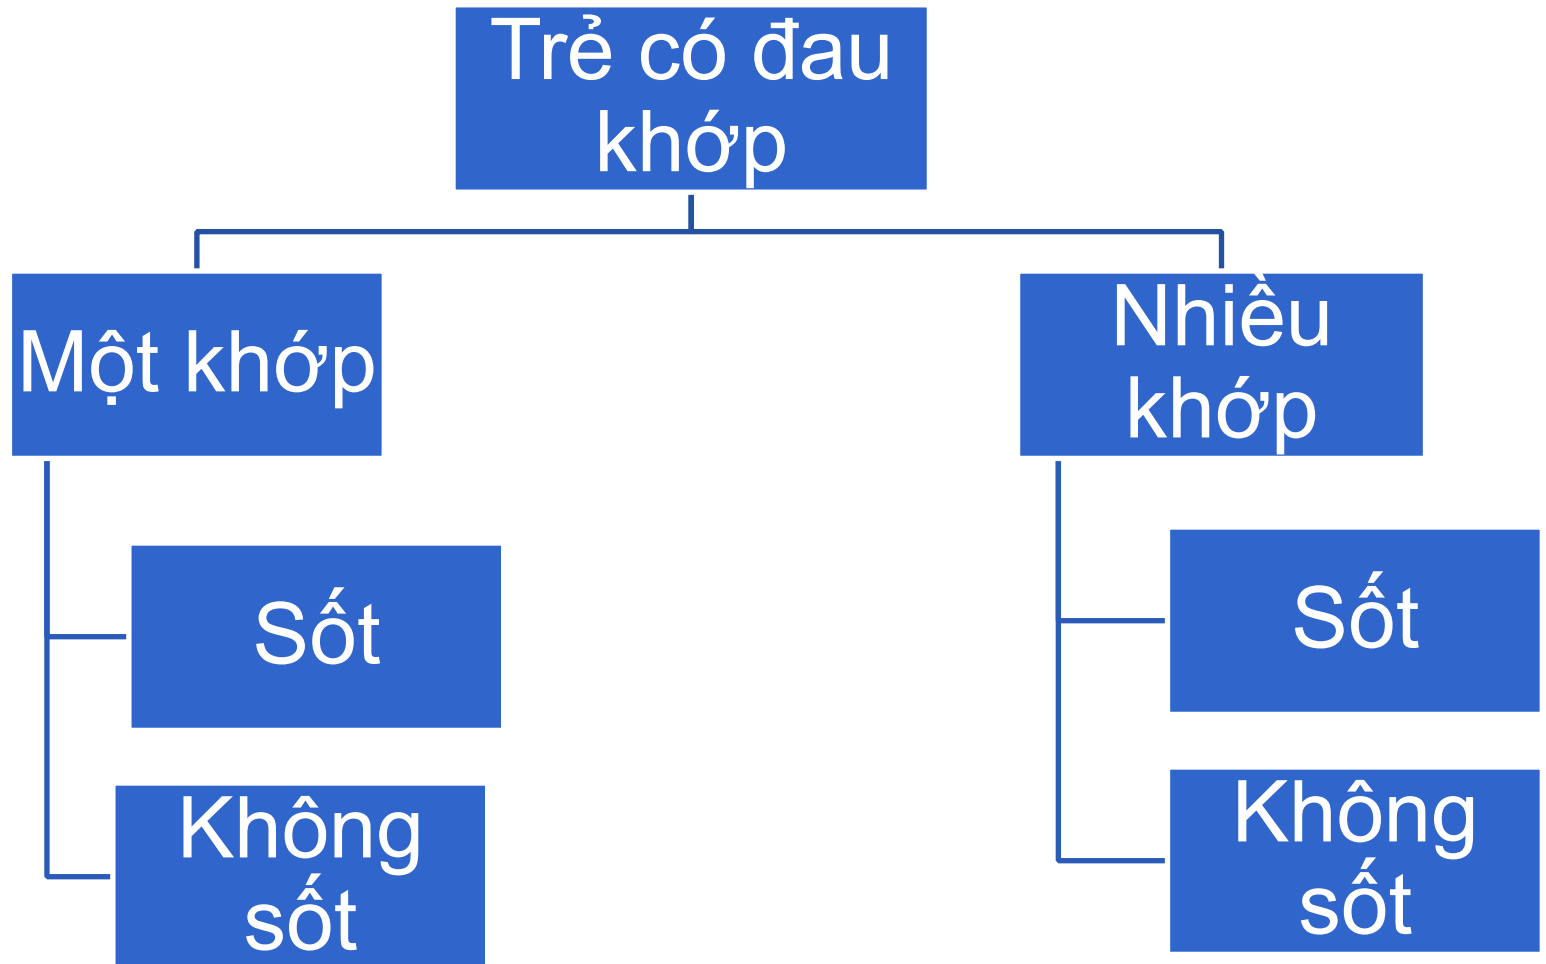 Trẻ có đau
khớp
Một khớp
Nhiều
khớp
Sốt
Không
sốt
Sốt
Không
sốt